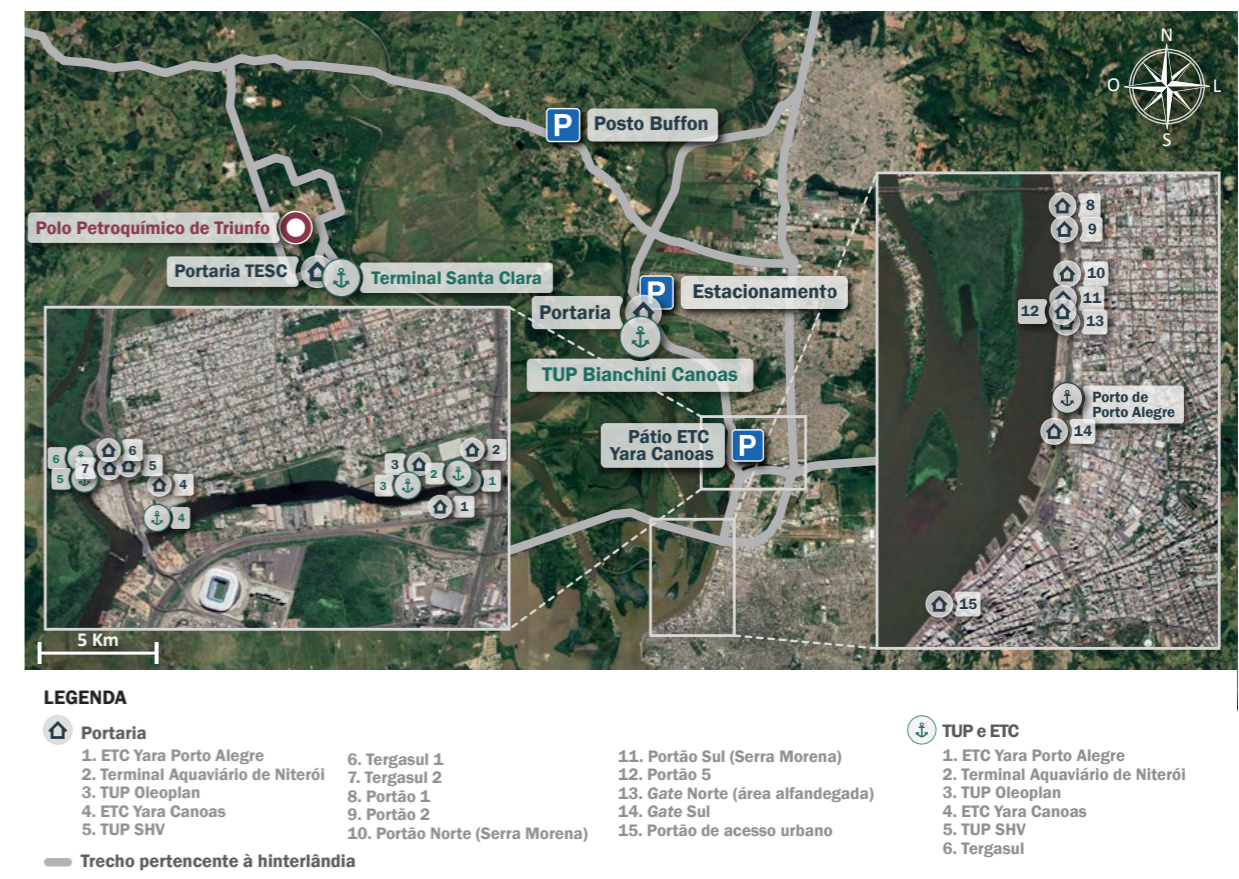 N
O
L
S
P
Posto Buffon
Polo Petroquímico de Triunfo
Portaria TESC
Terminal Santa Clara
P
Estacionamento
Portaria
TUP Bianchini Canoas
Pátio ETC
Yara Canoas
P
6
5
7
6
5
4
4
3
3
2
2
1
1
8
9
10
11
12
13
Porto de
Porto Alegre
14
15
5 Km
LEGENDA
Portaria
1. ETC Yara Porto Alegre
2. Terminal Aquaviário de Niterói
3. TUP Oleoplan
4. ETC Yara Canoas
5. TUP SHV
6. Tergasul 1
7. Tergasul 2
8. Portão 1
9. Portão 2
10. Portão Norte (Serra Morena)
11. Portão Sul (Serra Morena)
12. Portão 5
13. Gate Norte (área alfandegada)
14. Gate Sul
15. Portão de acesso urbano
TUP e ETC
1. ETC Yara Porto Alegre
2. Terminal Aquaviário de Niterói
3. TUP Oleoplan
4. ETC Yara Canoas
5. TUP SHV
6. Tergasul
Trecho pertencente à hinterlândia